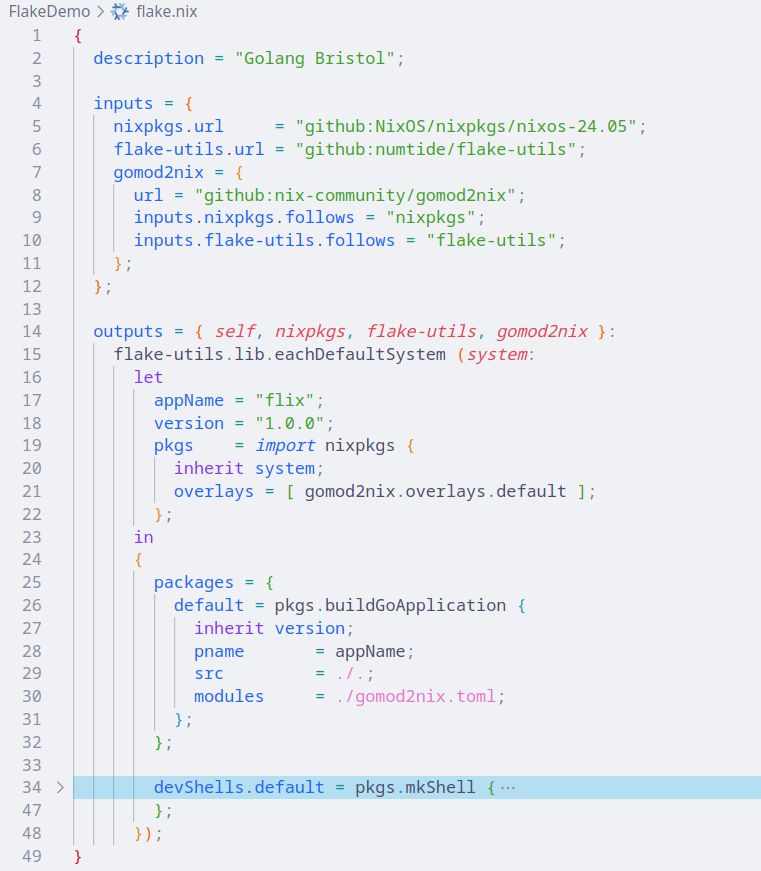 FlakeDemo > flake.nix
1 {
2   description = "Golang Bristol";
3
4   inputs = {
5     nixpkgs.url     = "github:NixOS/nixpkgs/nixos-24.05";
6     flake-utils.url = "github:numtide/flake-utils";
7     gomod2nix = {
8       url = "github:nix-community/gomod2nix";
9       inputs.nixpkgs.follows = "nixpkgs";
10       inputs.flake-utils.follows = "flake-utils";
11     };
12   };
13
14   outputs = { self, nixpkgs, flake-utils, gomod2nix }:
15     flake-utils.lib.eachDefaultSystem (system:
16       let
17         appName = "flix";
18         version = "1.0.0";
19         pkgs    = import nixpkgs {
20           inherit system;
21           overlays = [ gomod2nix.overlays.default ];
22         };
23       in
24       {
25         packages = {
26           default = pkgs.buildGoApplication {
27             inherit version;
28             pname       = appName;
29             src         = ./.;
30             modules     = ./gomod2nix.toml;
31           };
32         };
33
34 >         devShells.default = pkgs.mkShell {···
47         };
48       });
49 }